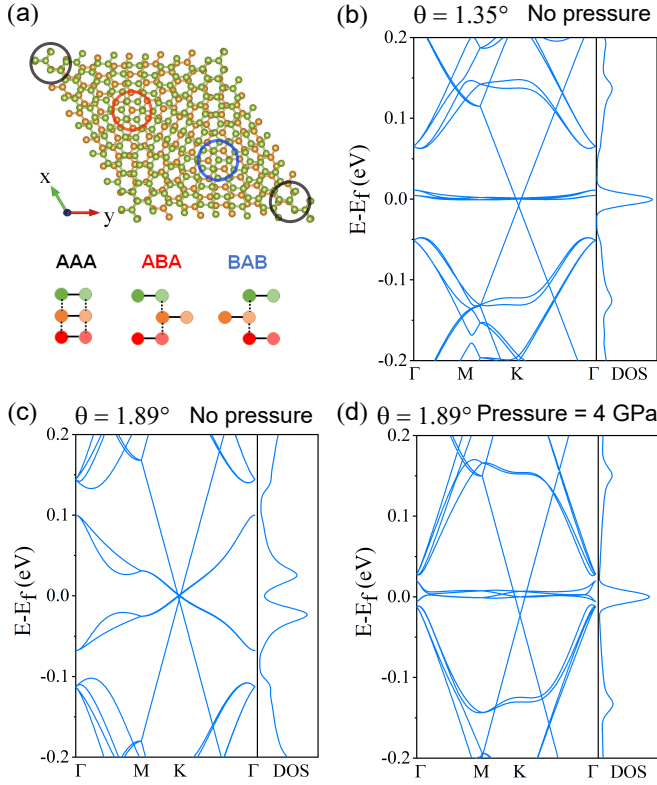 (a)
x
y
AAA ABA BAB
(b) θ = 1.35° No pressure
E-Ef (eV)
0.2
0.1
0.0
-0.1
-0.2
Γ M K Γ DOS
(c) θ = 1.89° No pressure
E-Ef (eV)
0.2
0.1
0.0
-0.1
-0.2
Γ M K Γ DOS
(d) θ = 1.89° Pressure = 4 GPa
E-Ef (eV)
0.2
0.1
0.0
-0.1
-0.2
Γ M K Γ DOS